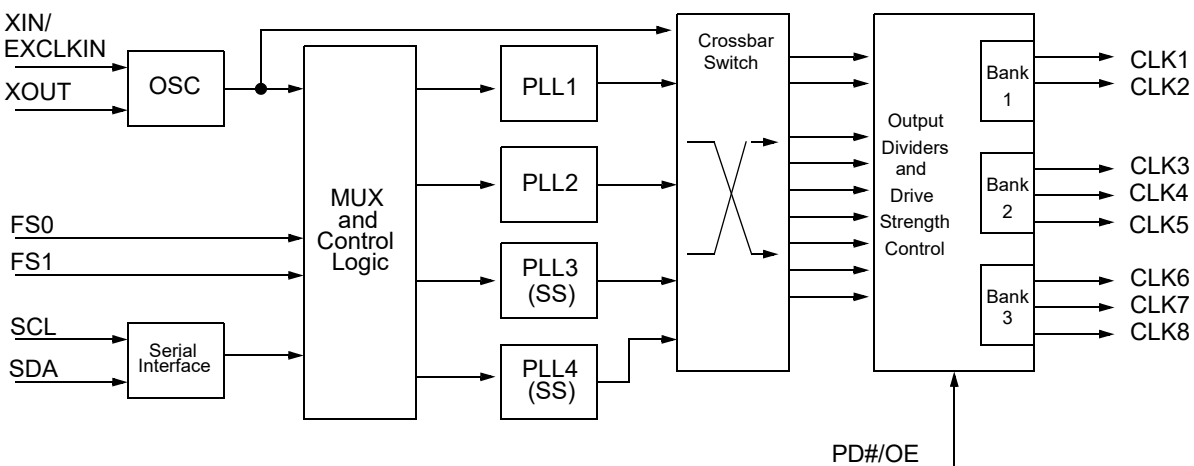 XIN/
EXCLKIN
XOUT
OSC
FS0
FS1
SCL
SDA
Serial
Interface
MUX
and
Control
Logic
PLL1
PLL2
PLL3
(SS)
PLL4
(SS)
Crossbar
Switch
Output
Dividers
and
Drive
Strength
Control
Bank
1
Bank
2
Bank
3
CLK1
CLK2
CLK3
CLK4
CLK5
CLK6
CLK7
CLK8
PD#/OE